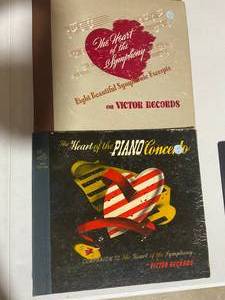 The Heart
of the
Symphony
Eight Beautiful Symphonic Excerpts
ON VICTOR RECORDS
The Heart of the PIANO Concerto
COMPANION TO The Heart of the Symphony
ON VICTOR RECORDS